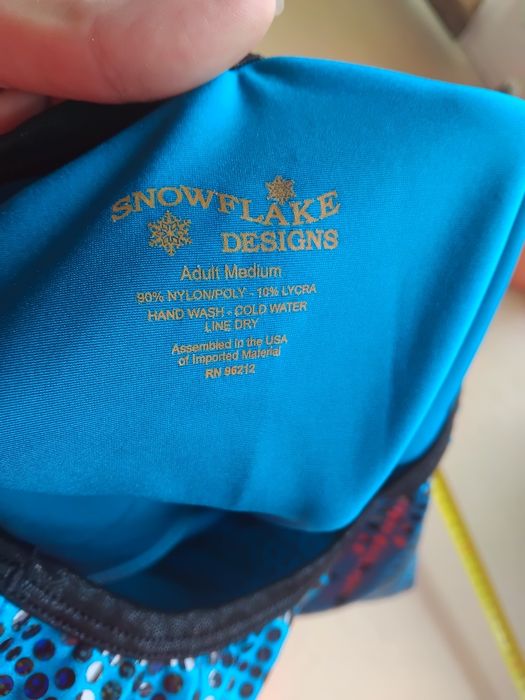 SNOWFLAKE
DESIGNS
Adult Medium
90% NYLON/POLY - 10% LYCRA
HAND WASH - COLD WATER
LINE DRY
Assembled in the USA
of Imported Material
RN 96212